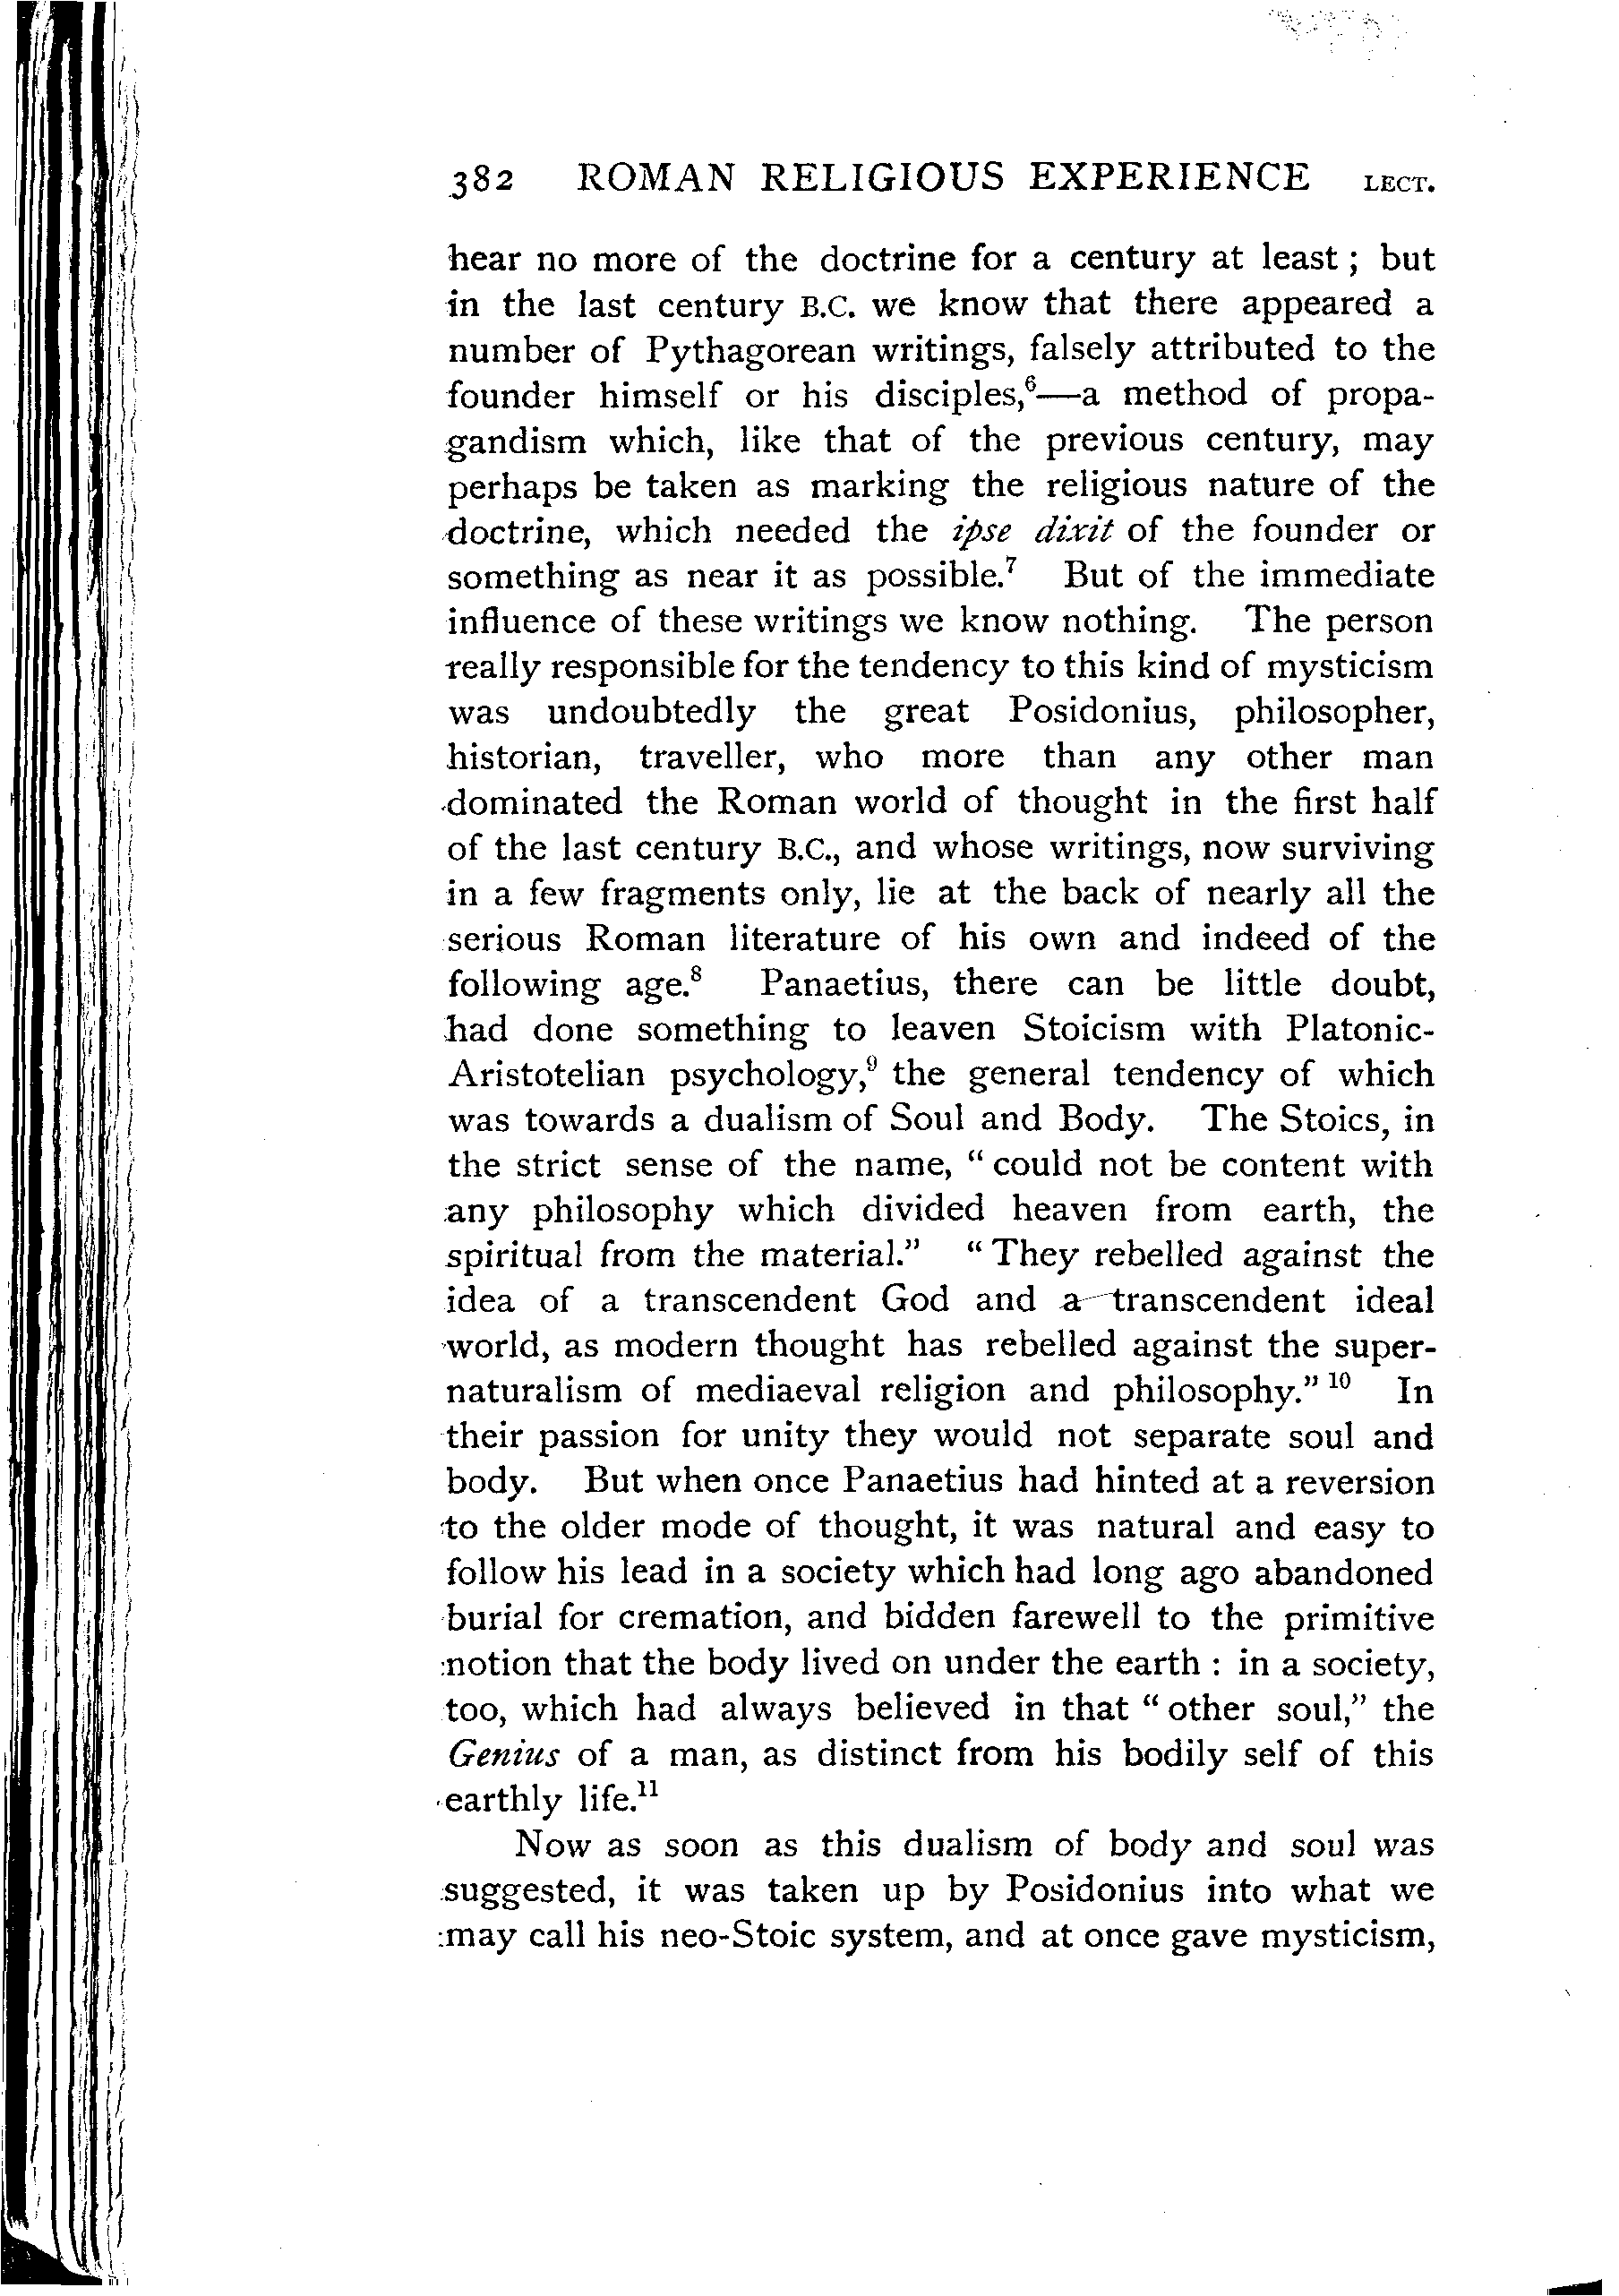 382 ROMAN RELIGIOUS EXPERIENCE LECT.
hear no more of the doctrine for a century at least ; but
in the last century B.C. we know that there appeared a
number of Pythagorean writings, falsely attributed to the
founder himself or his disciples,⁶—a method of propa-
gandism which, like that of the previous century, may
perhaps be taken as marking the religious nature of the
doctrine, which needed the ipse dixit of the founder or
something as near it as possible.⁷ But of the immediate
influence of these writings we know nothing. The person
really responsible for the tendency to this kind of mysticism
was undoubtedly the great Posidonius, philosopher,
historian, traveller, who more than any other man
dominated the Roman world of thought in the first half
of the last century B.C., and whose writings, now surviving
in a few fragments only, lie at the back of nearly all the
serious Roman literature of his own and indeed of the
following age.⁸ Panaetius, there can be little doubt,
had done something to leaven Stoicism with Platonic-
Aristotelian psychology,⁹ the general tendency of which
was towards a dualism of Soul and Body. The Stoics, in
the strict sense of the name, “ could not be content with
any philosophy which divided heaven from earth, the
spiritual from the material.” “ They rebelled against the
idea of a transcendent God and a transcendent ideal
world, as modern thought has rebelled against the super-
naturalism of mediaeval religion and philosophy.” ¹⁰ In
their passion for unity they would not separate soul and
body. But when once Panaetius had hinted at a reversion
to the older mode of thought, it was natural and easy to
follow his lead in a society which had long ago abandoned
burial for cremation, and bidden farewell to the primitive
notion that the body lived on under the earth : in a society,
too, which had always believed in that “ other soul,” the
Genius of a man, as distinct from his bodily self of this
earthly life.¹¹
Now as soon as this dualism of body and soul was
suggested, it was taken up by Posidonius into what we
may call his neo-Stoic system, and at once gave mysticism,